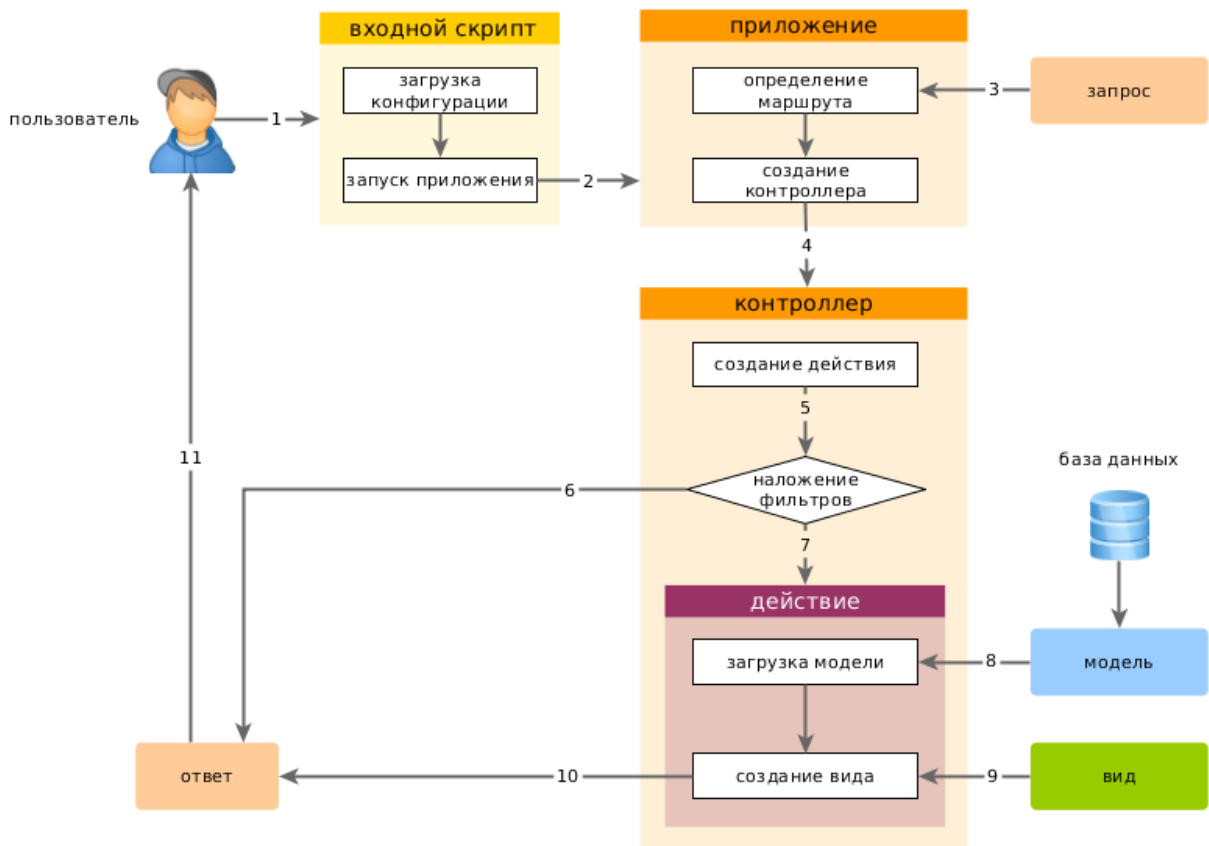 входной скрипт
приложение
загрузка
конфигурации
определение
маршрута
3
запрос
пользователь
1
запуск приложения
2
создание
контроллера
4
контроллер
создание действия
5
наложение
фильтров
6
7
11
база данных
действие
загрузка модели
8
модель
ответ
10
создание вида
9
вид